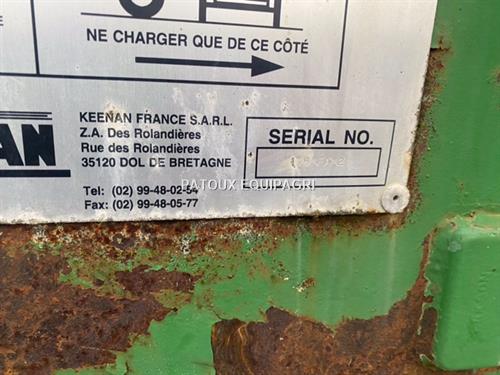 NE CHARGER QUE DE CE CÔTÉ
KEENAN FRANCE S.A.R.L.
Z.A. Des Rolandières
Rue des Rolandières
35120 DOL DE BRETAGNE
SERIAL NO.
PATOUX EQUIPAGRI
Tel: (02) 99-48-02-54
Fax: (02) 99-48-05-77